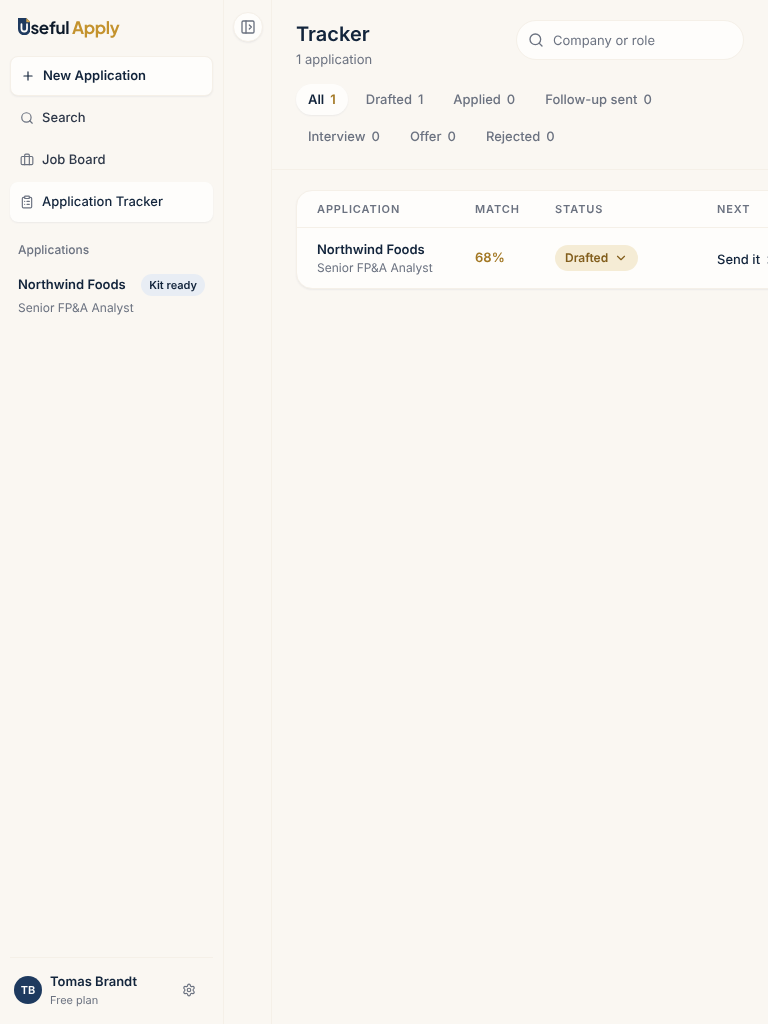 Useful Apply
New Application
Search
Job Board
Application Tracker
Applications
Northwind Foods Kit ready
Senior FP&A Analyst
Tomas Brandt
TB
Free plan
Tracker
1 application
Company or role
All 1 Drafted 1 Applied 0 Follow-up sent 0
Interview 0 Offer 0 Rejected 0
APPLICATION MATCH STATUS NEXT
Northwind Foods
Senior FP&A Analyst
68%
Drafted
Send it